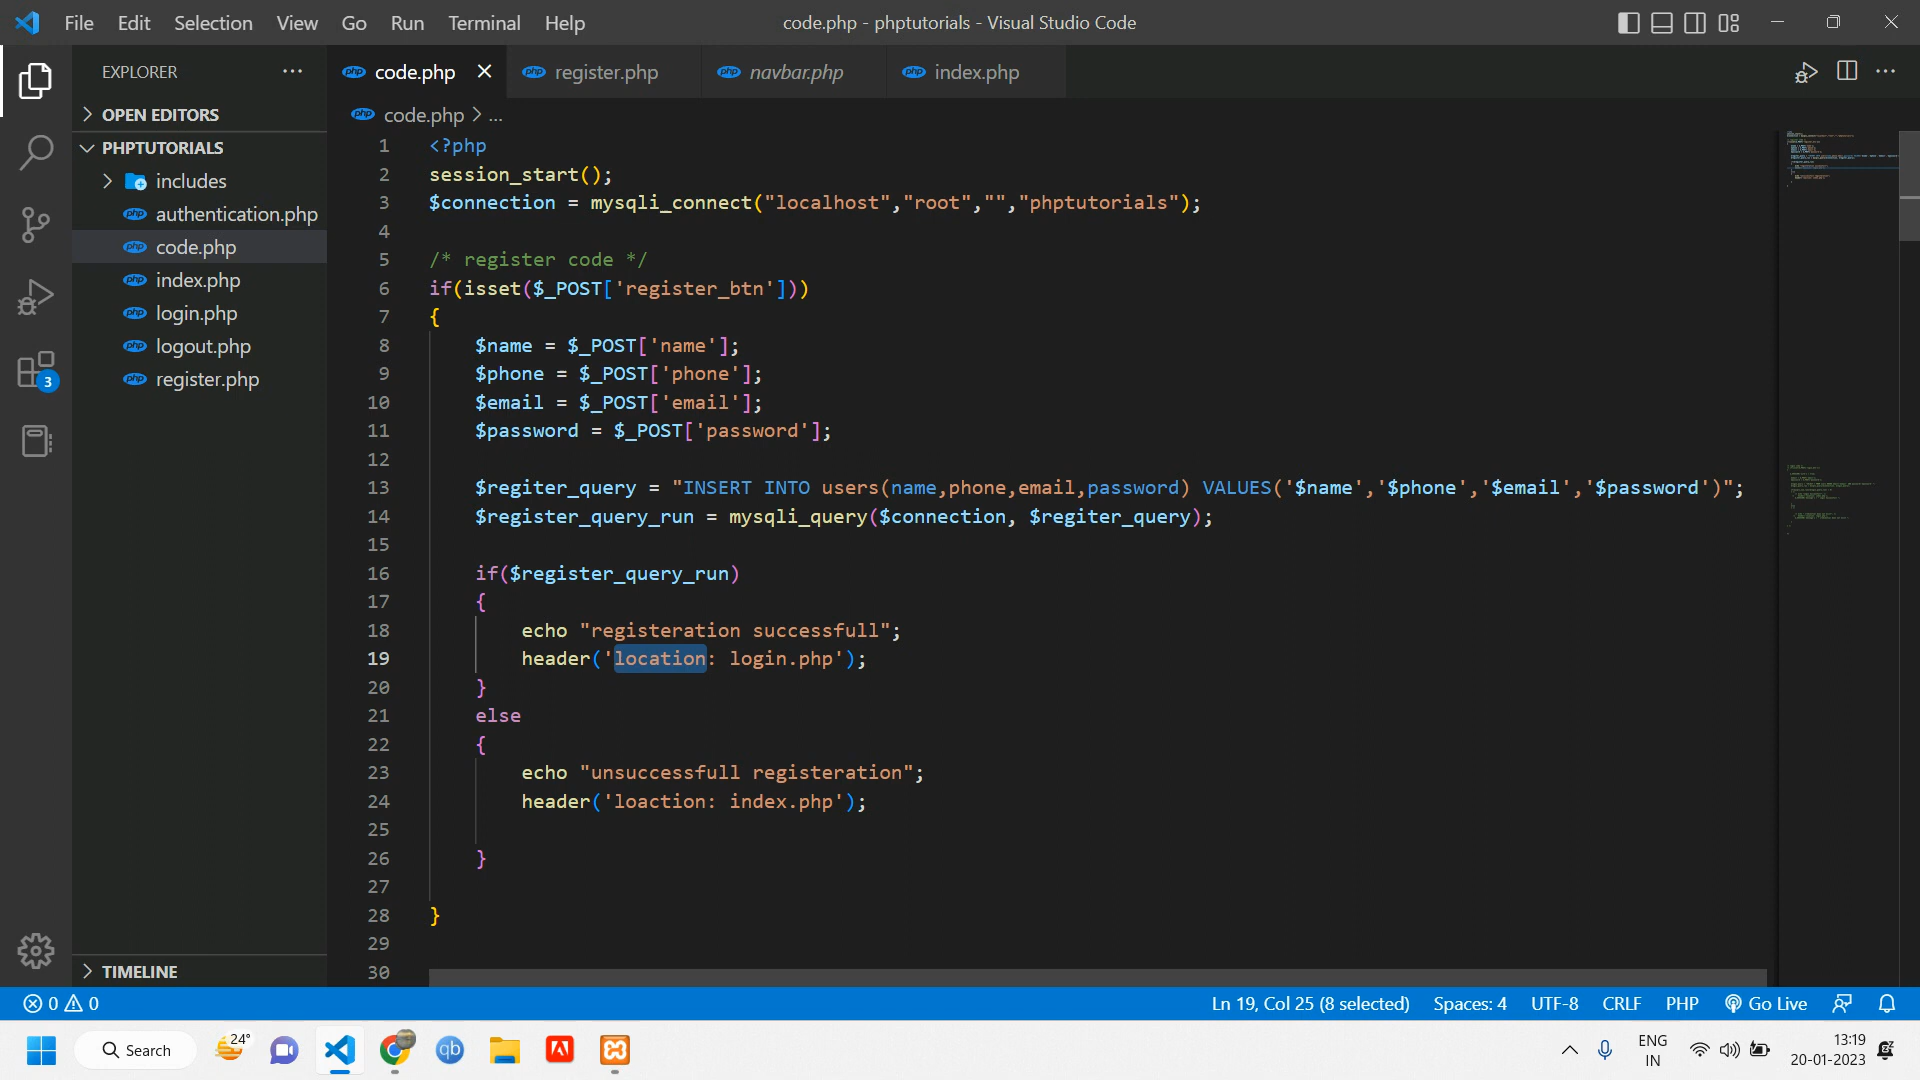 File Edit Selection View Go Run Terminal Help
code.php - phptutorials - Visual Studio Code
EXPLORER
OPEN EDITORS
PHPTUTORIALS
includes
authentication.php
code.php
index.php
login.php
logout.php
register.php
TIMELINE
3
code.php register.php navbar.php index.php
code.php > ...
1 <?php
2 session_start();
3 $connection = mysqli_connect("localhost","root","","phptutorials");
4
5 /* register code */
6 if(isset($_POST['register_btn']))
7 {
8 $name = $_POST['name'];
9 $phone = $_POST['phone'];
10 $email = $_POST['email'];
11 $password = $_POST['password'];
12
13 $regiter_query = "INSERT INTO users(name,phone,email,password) VALUES('$name','$phone','$email','$password')";
14 $register_query_run = mysqli_query($connection, $regiter_query);
15
16 if($register_query_run)
17 {
18 echo "registeration successfull";
19 header('location: login.php');
20 }
21 else
22 {
23 echo "unsuccessfull registeration";
24 header('loaction: index.php');
25
26 }
27
28 }
29
30
0 0
Ln 19, Col 25 (8 selected) Spaces: 4 UTF-8 CRLF PHP Go Live
Search
24°
qb
ENG
IN
13:19
20-01-2023